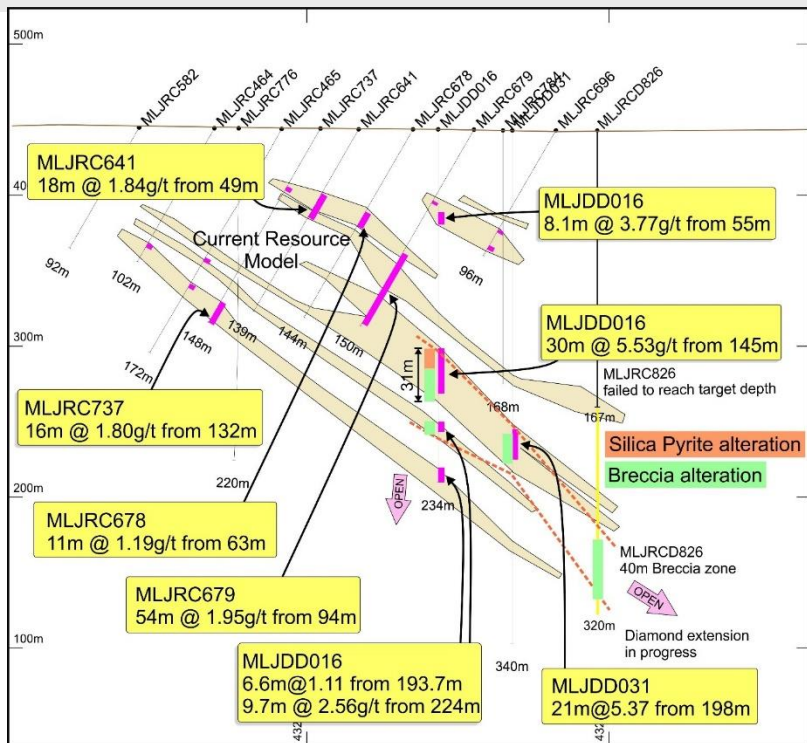 500m
MLJRC582
MLJRC464
MLJRC776
MLJRC465
MLJRC737
MLJRC641
MLJRC678
MLJDD016
MLJRC679
MLJRC784
MLJDD031
MLJRC696
MLJRCD826
MLJRC641
18m @ 1.84g/t from 49m
MLJDD016
8.1m @ 3.77g/t from 55m
Current Resource
Model
92m
102m
96m
300m
148m
139m
144m
150m
172m
MLJDD016
30m @ 5.53g/t from 145m
31m
MLJRC826
failed to reach target depth
168m
167m
MLJRC737
16m @ 1.80g/t from 132m
Silica Pyrite alteration
Breccia alteration
220m
200m
OPEN
234m
MLJRC678
11m @ 1.19g/t from 63m
MLJRCD826
40m Breccia zone
MLJRC679
54m @ 1.95g/t from 94m
OPEN
320m
Diamond extension
in progress
100m
340m
MLJDD016
6.6m@1.11 from 193.7m
9.7m @ 2.56g/t from 224m
MLJDD031
21m@5.37 from 198m